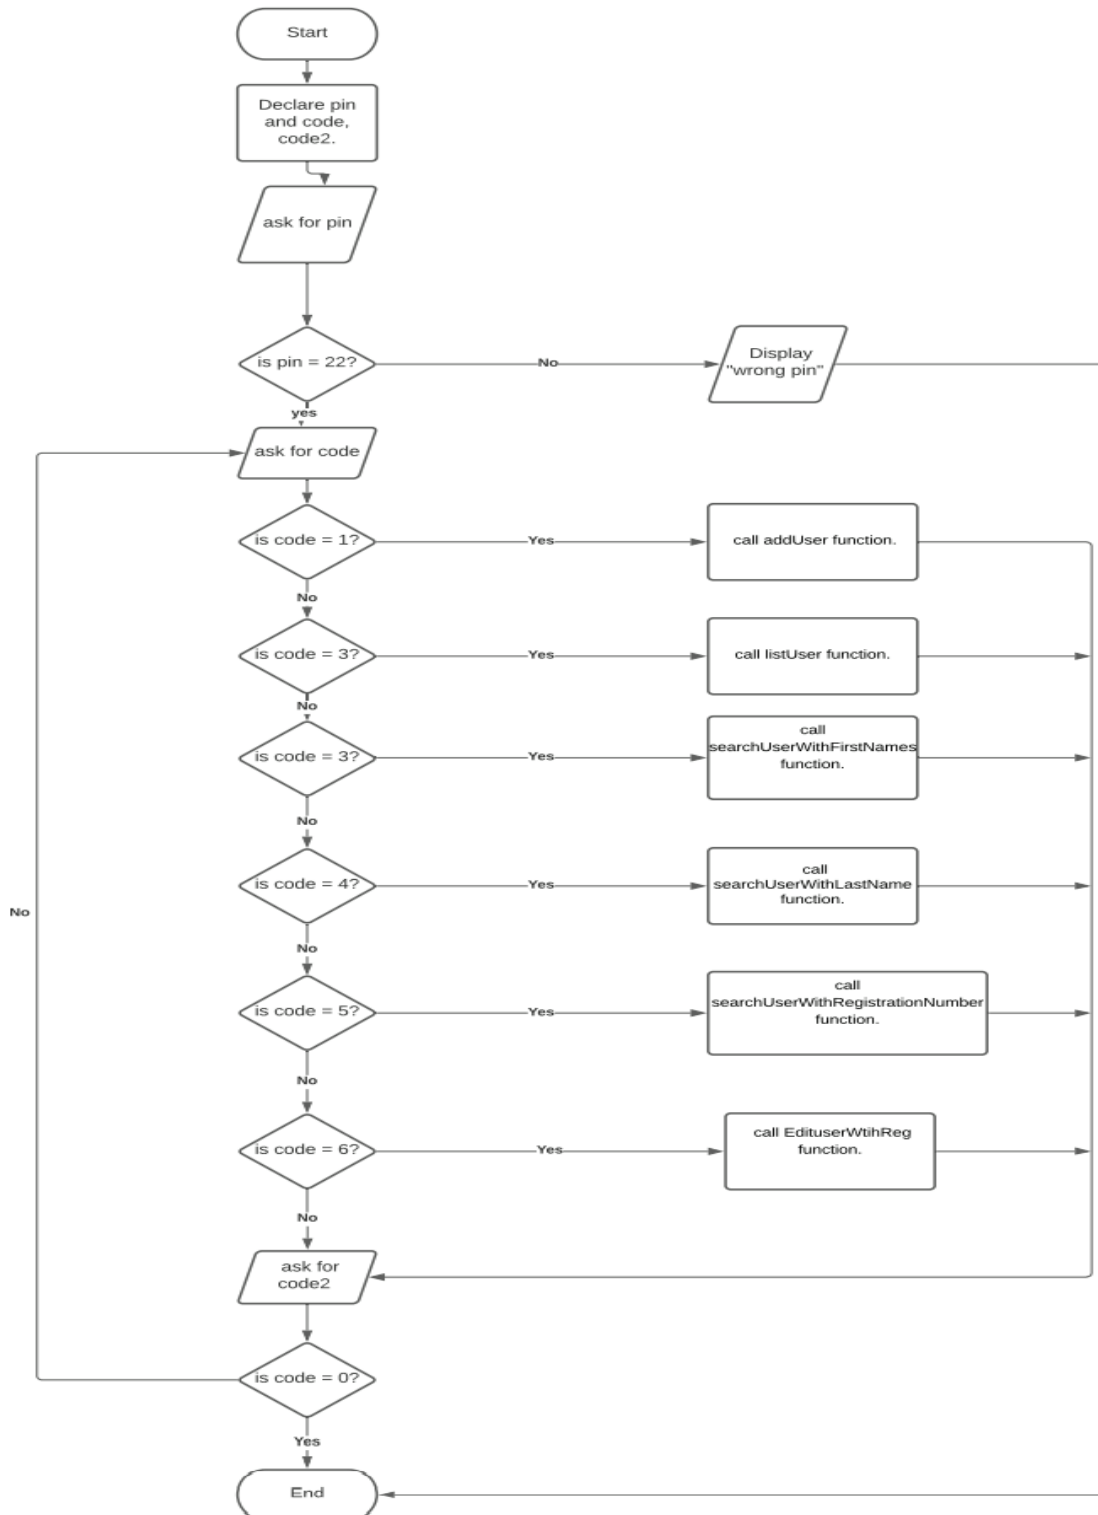 Start
Declare pin
and code,
code2.
ask for pin
is pin = 22?
No
Display
"wrong pin"
yes
ask for code
is code = 1?
Yes
call addUser function.
No
is code = 3?
Yes
call listUser function.
No
is code = 3?
Yes
call
searchUserWithFirstNames
function.
No
is code = 4?
Yes
call
searchUserWithLastName
function.
No
No
is code = 5?
Yes
call
searchUserWithRegistrationNumber
function.
No
is code = 6?
Yes
call EdituserWtihReg
function.
No
ask for
code2
is code = 0?
Yes
End